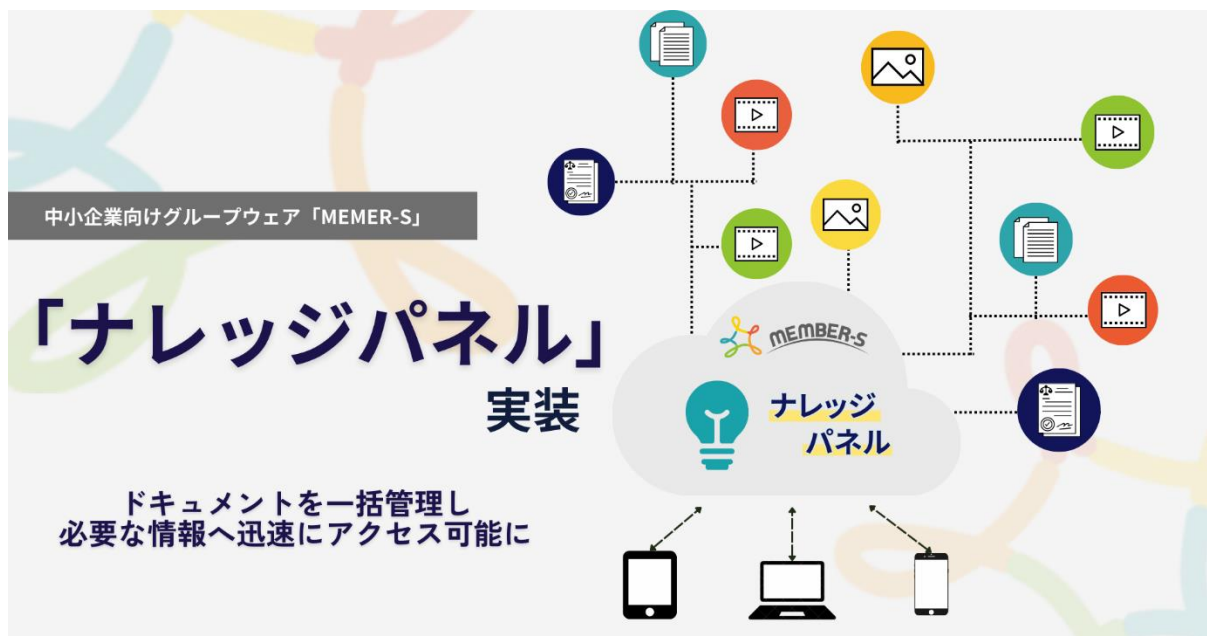 中小企業向けグループウェア「MEMER-S」
「ナレッジパネル」
実装
ドキュメントを一括管理し
必要な情報へ迅速にアクセス可能に
MEMBER-S
ナレッジ
パネル